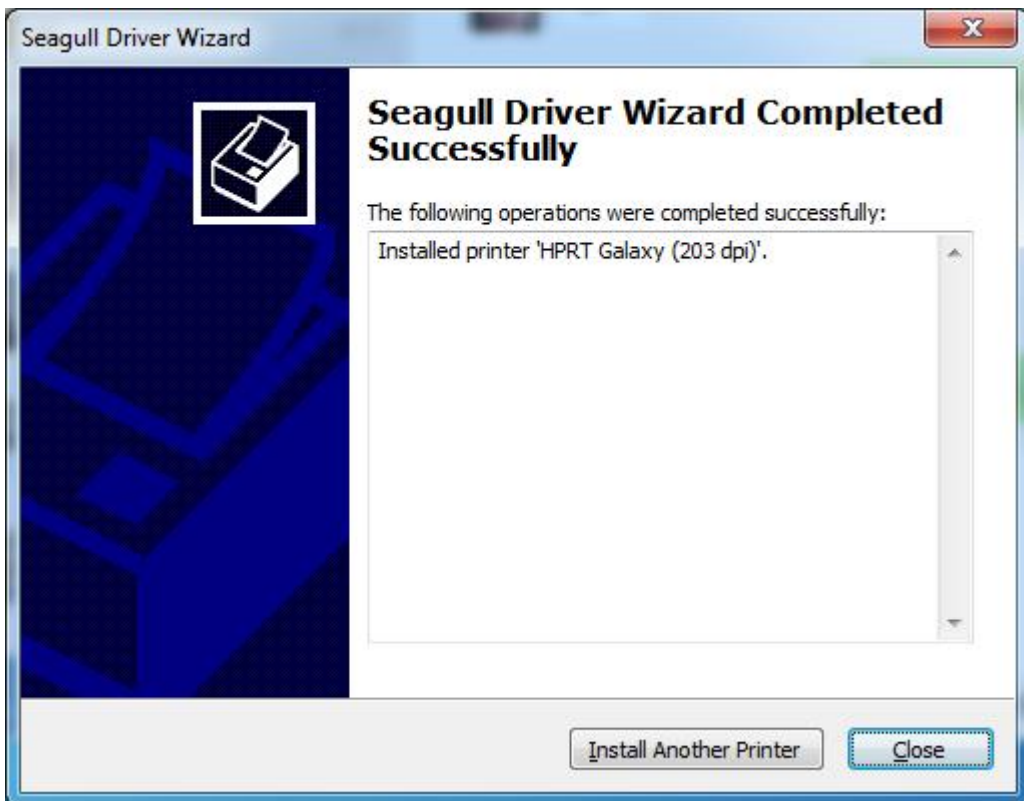 Seagull Driver Wizard
Seagull Driver Wizard Completed
Successfully
The following operations were completed successfully:
Installed printer 'HPRT Galaxy (203 dpi)'.
Install Another Printer
Close